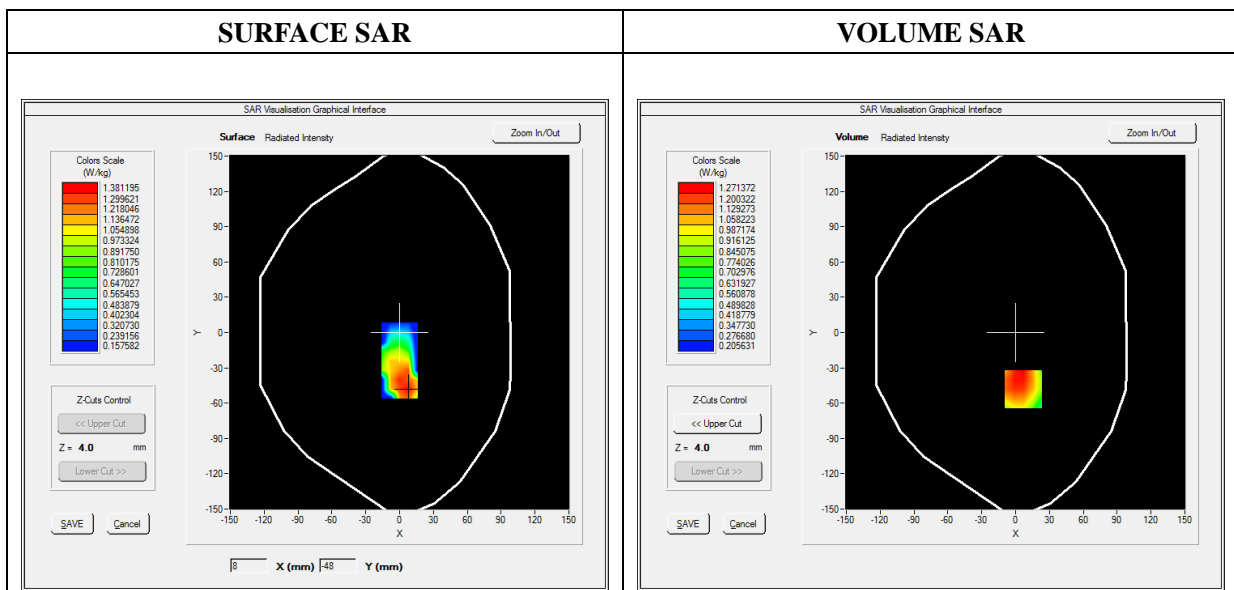 SURFACE SAR
VOLUME SAR
SAR Visualisation Graphical Interface
Surface Radiated Intensity
Zoom In/Out
Colors Scale
(W/kg)
1.381195
1.299621
1.218046
1.136472
1.054898
0.973324
0.891750
0.810175
0.728601
0.647027
0.565453
0.483879
0.402304
0.320730
0.239156
0.157582
Z-Cuts Control
<< Upper Cut
Z = 4.0 mm
Lower Cut >>
SAVE Cancel
150
120
90
60
30
0
-30
-60
-90
-120
-150
Y
-150 -120 -90 -60 -30 0 30 60 90 120 150
X
8 X (mm) -48 Y (mm)
SAR Visualisation Graphical Interface
Volume Radiated Intensity
Zoom In/Out
Colors Scale
(W/kg)
1.271372
1.200322
1.129273
1.058223
0.987174
0.916125
0.845075
0.774026
0.702976
0.631927
0.560878
0.489828
0.418779
0.347730
0.276680
0.205631
Z-Cuts Control
<< Upper Cut
Z = 4.0 mm
Lower Cut >>
SAVE Cancel
150
120
90
60
30
0
-30
-60
-90
-120
-150
Y
-150 -120 -90 -60 -30 0 30 60 90 120 150
X